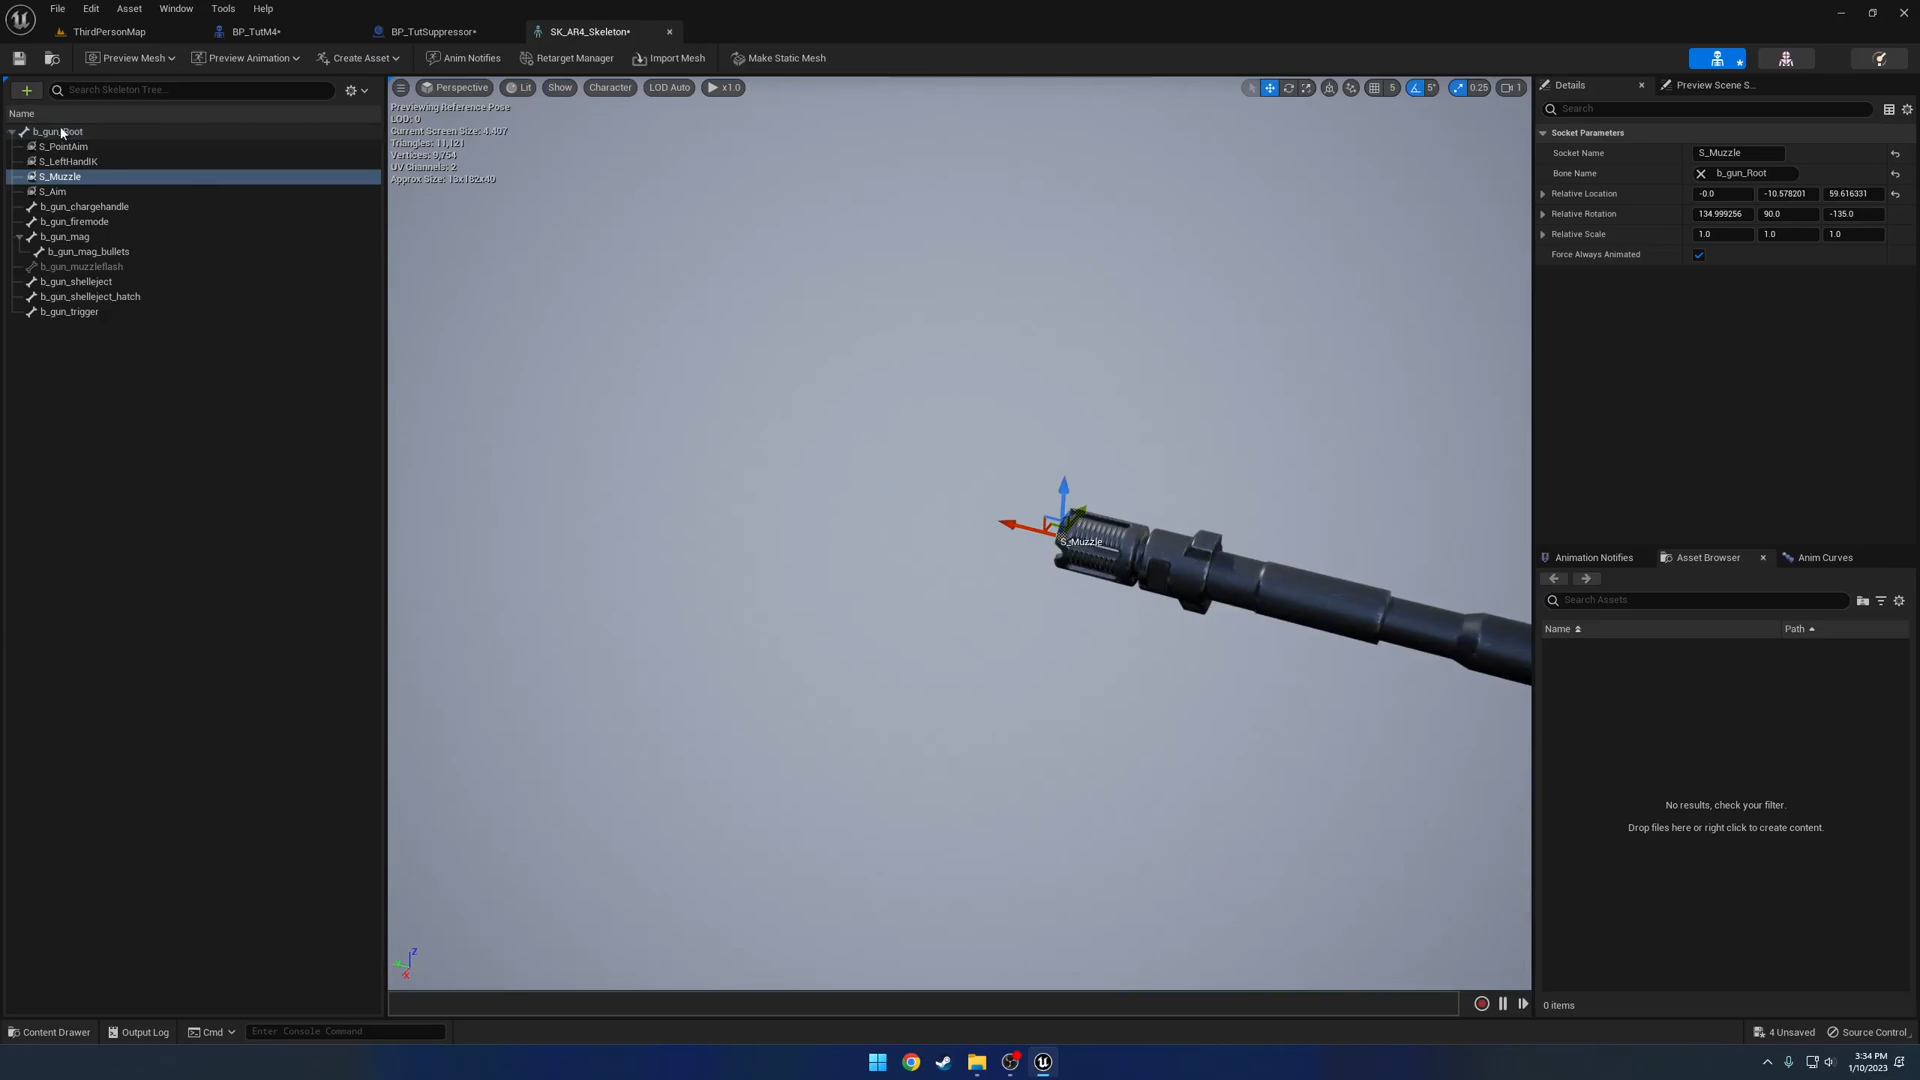 File Edit Asset Window Tools Help
ThirdPersonMap BP_TutM4* BP_TutSuppressor* SK_AR4_Skeleton*
Preview Mesh Preview Animation Create Asset Anim Notifies Retarget Manager Import Mesh Make Static Mesh
Search Skeleton Tree...
Name
b_gun_Root
S_PointAim
S_LeftHandIK
S_Muzzle
S_Aim
b_gun_chargehandle
b_gun_firemode
b_gun_mag
b_gun_mag_bullets
b_gun_muzzleflash
b_gun_shelleject
b_gun_shelleject_hatch
b_gun_trigger
Perspective Lit Show Character LOD Auto x1.0 5 5° 0.25 1
Previewing Reference Pose
LOD: 0
Current Screen Size: 4.407
Triangles: 11,121
Vertices: 9,754
UV Channels: 2
Approx Size: 13x182x40
S_Muzzle
Z
Y
X
Details Preview Scene S...
Search
Socket Parameters
Socket Name S_Muzzle
Bone Name b_gun_Root
Relative Location -0.0 -10.578201 59.616331
Relative Rotation 134.999256 90.0 -135.0
Relative Scale 1.0 1.0 1.0
Force Always Animated
Animation Notifies Asset Browser Anim Curves
Search Assets
Name Path
No results, check your filter.
Drop files here or right click to create content.
0 items
Content Drawer Output Log Cmd Enter Console Command 4 Unsaved Source Control
3:34 PM
1/10/2023